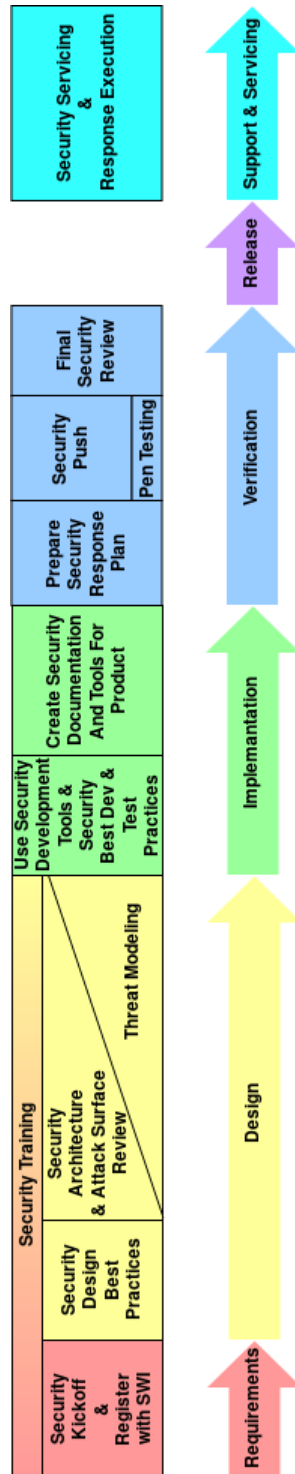 Security Training
Security
Kickoff
&
Register
with SWI
Security
Design
Best
Practices
Security
Architecture
& Attack Surface
Review
Threat Modeling
Use Security
Development
Tools &
Security
Best Dev &
Test
Practices
Create Security
Documentation
And Tools For
Product
Prepare
Security
Response
Plan
Security
Push
Pen Testing
Final
Security
Review
Security Servicing
&
Response Execution
Requirements
Design
Implemantation
Verification
Release
Support & Servicing